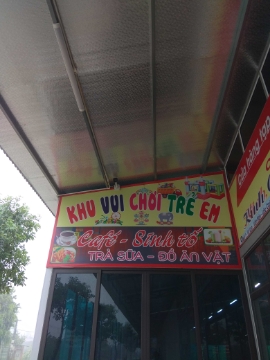 KHU VUI CHƠI TRẺ EM
Café - Sinh tố
TRÀ SỮA - ĐỒ ĂN VẶT